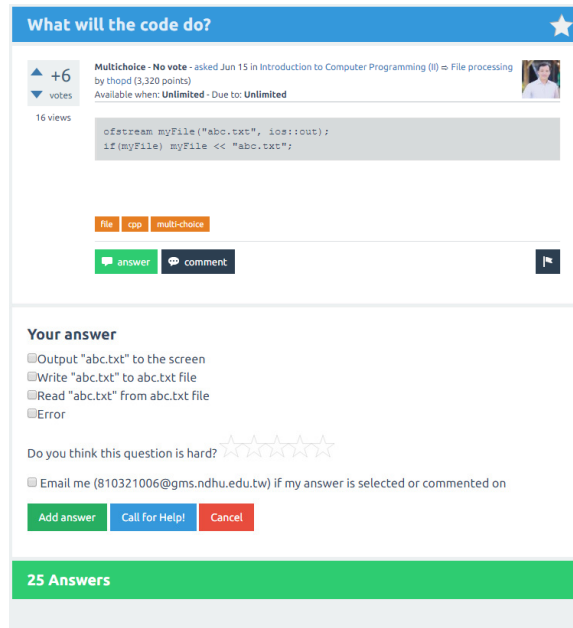 What will the code do?
+6
votes
16 views
Multichoice - No vote - asked Jun 15 in Introduction to Computer Programming (II) ⇨ File processing
by thopd (3,320 points)
Available when: Unlimited - Due to: Unlimited
ofstream myFile("abc.txt", ios::out);
if(myFile) myFile << "abc.txt";
file cpp multi-choice
answer comment
Your answer
Output "abc.txt" to the screen
Write "abc.txt" to abc.txt file
Read "abc.txt" from abc.txt file
Error
Do you think this question is hard?
Email me (810321006@gms.ndhu.edu.tw) if my answer is selected or commented on
Add answer Call for Help! Cancel
25 Answers